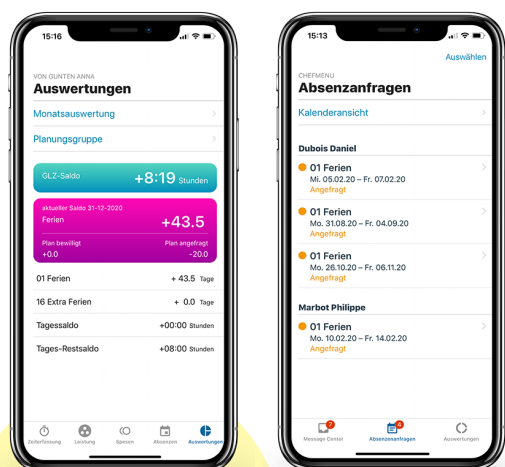 15:16
VON GUNTEN ANNA
Auswertungen
Monatsauswertung
Planungsgruppe
GLZ-Saldo +8:19 Stunden
aktueller Saldo 31-12-2020
Ferien +43.5
Plan bewilligt Plan angefragt
+0.0 -20.0
01 Ferien + 43.5 Tage
16 Extra Ferien + 0.0 Tage
Tagessaldo +00:00 Stunden
Tages-Restsaldo +08:00 Stunden
Zeiterfassung Leistung Spesen Absenzen Auswertungen
15:13
Auswählen
CHEFMENU
Absenzanfragen
Kalenderansicht
Dubois Daniel
01 Ferien
Mi. 05.02.20 – Fr. 07.02.20
Angefragt
01 Ferien
Mo. 31.08.20 – Fr. 04.09.20
Angefragt
01 Ferien
Mo. 26.10.20 – Fr. 06.11.20
Angefragt
Marbot Philippe
01 Ferien
Mo. 10.02.20 – Fr. 14.02.20
Angefragt
7 4
Message Center Absenzenanfragen Auswertungen